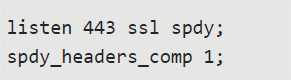 listen 443 ssl spdy;
spdy_headers_comp 1;